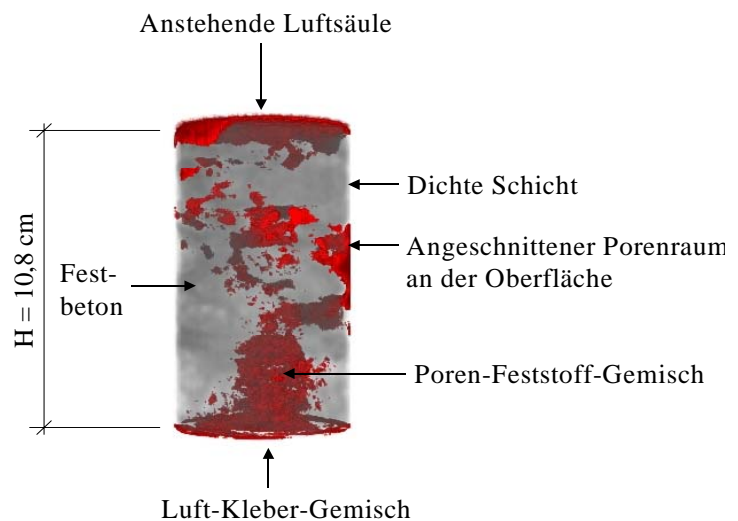 Anstehende Luftsäule
Dichte Schicht
Angeschnittener Porenraum
an der Oberfläche
Fest-
beton
H = 10,8 cm
Poren-Feststoff-Gemisch
Luft-Kleber-Gemisch